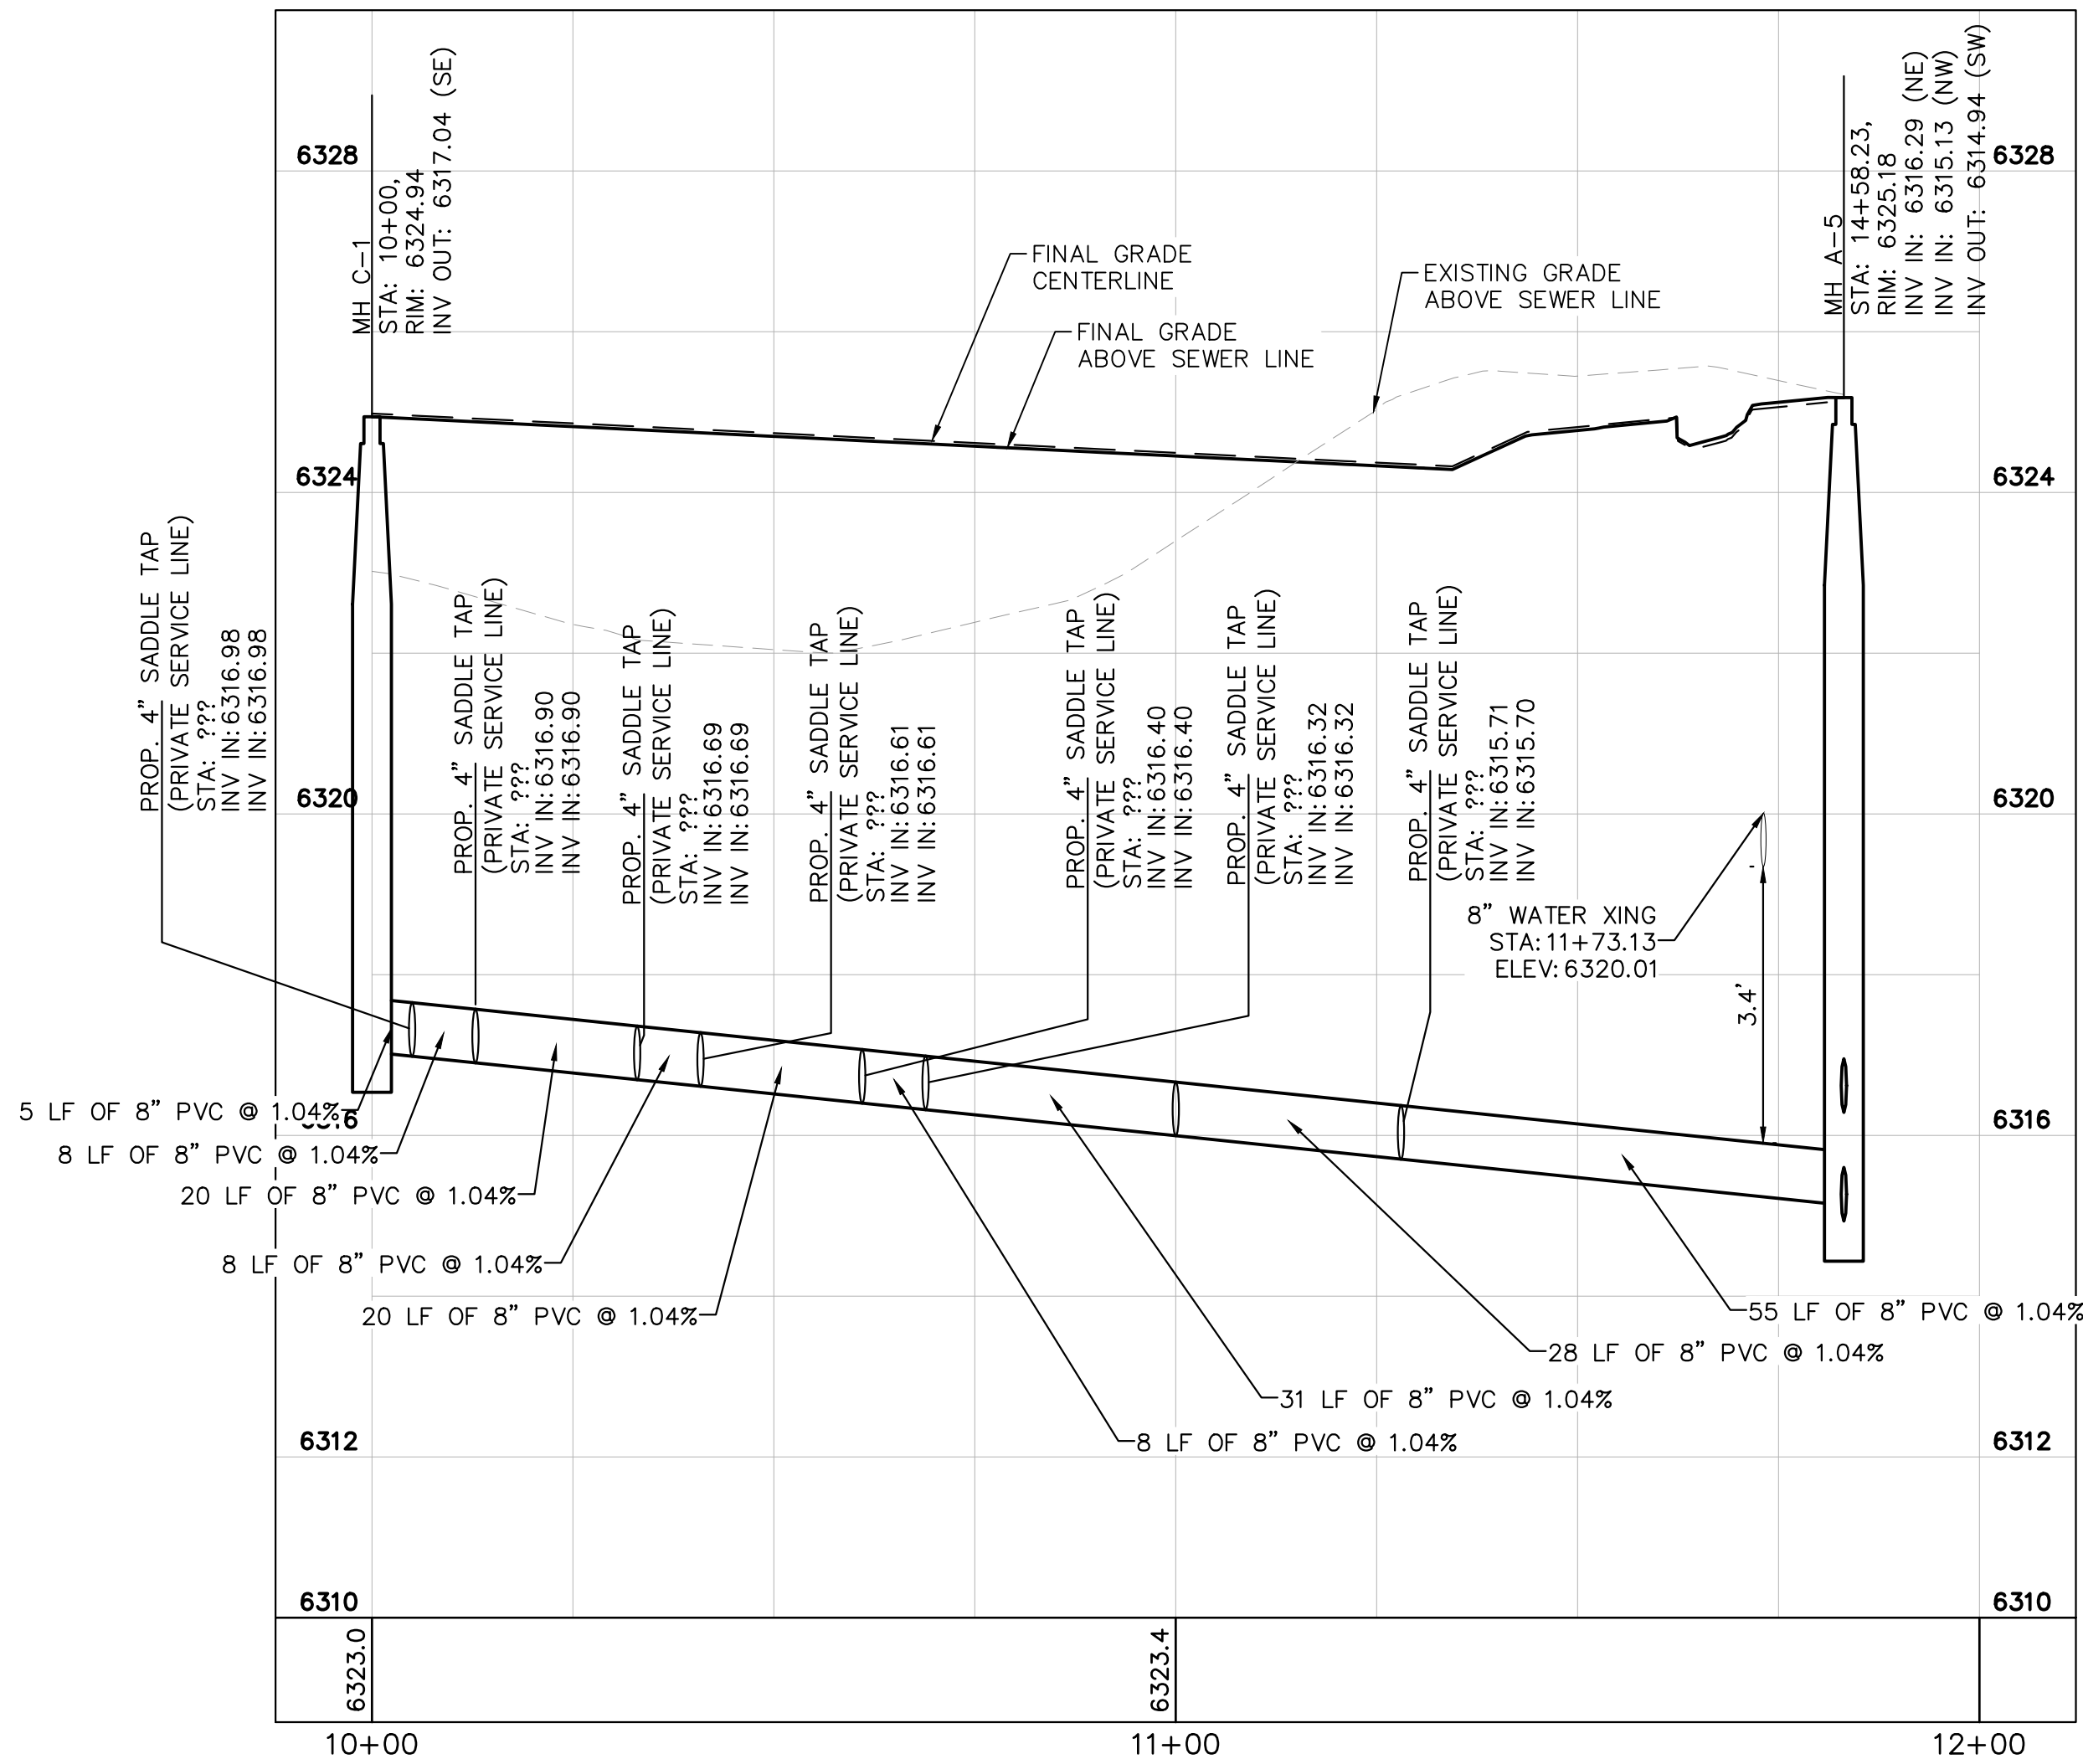 MH C-1
STA: 10+00,
RIM: 6324.94
INV OUT: 6317.04 (SE)
MH A-5
STA: 14+58.23,
RIM: 6325.18
INV IN: 6316.29 (NE)
INV IN: 6315.13 (NW)
INV OUT: 6314.94 (SW)
6328
6328
FINAL GRADE
CENTERLINE
EXISTING GRADE
ABOVE SEWER LINE
FINAL GRADE
ABOVE SEWER LINE
6324
6324
PROP. 4" SADDLE TAP
(PRIVATE SERVICE LINE)
STA: ???
INV IN:6316.98
INV IN:6316.98
PROP. 4" SADDLE TAP
(PRIVATE SERVICE LINE)
STA: ???
INV IN:6316.90
INV IN:6316.90
PROP. 4" SADDLE TAP
(PRIVATE SERVICE LINE)
STA: ???
INV IN:6316.69
INV IN:6316.69
PROP. 4" SADDLE TAP
(PRIVATE SERVICE LINE)
STA: ???
INV IN:6316.61
INV IN:6316.61
PROP. 4" SADDLE TAP
(PRIVATE SERVICE LINE)
STA: ???
INV IN:6316.40
INV IN:6316.40
PROP. 4" SADDLE TAP
(PRIVATE SERVICE LINE)
STA: ???
INV IN:6316.32
INV IN:6316.32
PROP. 4" SADDLE TAP
(PRIVATE SERVICE LINE)
STA: ???
INV IN:6315.71
INV IN:6315.70
6320
6320
8" WATER XING
STA:11+73.13
ELEV:6320.01
3.4'
5 LF OF 8" PVC @ 1.04%
6316
8 LF OF 8" PVC @ 1.04%
20 LF OF 8" PVC @ 1.04%
8 LF OF 8" PVC @ 1.04%
20 LF OF 8" PVC @ 1.04%
55 LF OF 8" PVC @ 1.04%
28 LF OF 8" PVC @ 1.04%
31 LF OF 8" PVC @ 1.04%
8 LF OF 8" PVC @ 1.04%
6312
6312
6310
6310
6323.0
6323.4
10+00
11+00
12+00